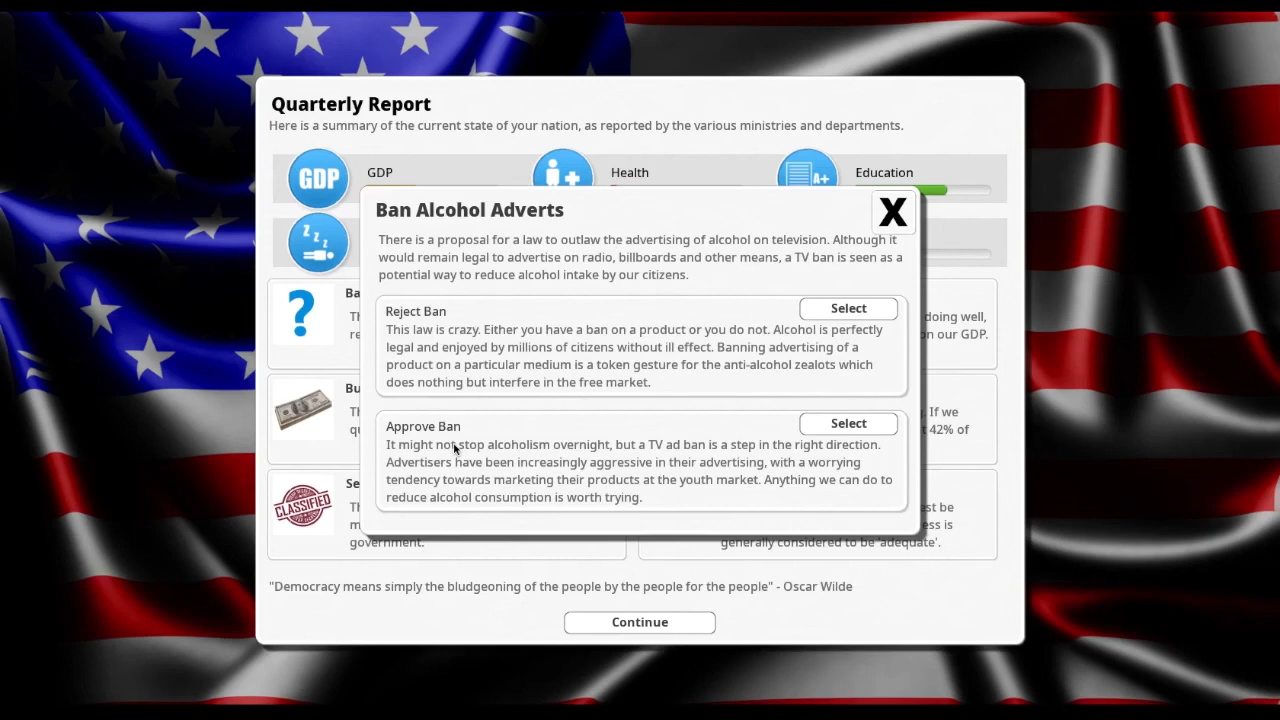 Quarterly Report
Here is a summary of the current state of your nation, as reported by the various ministries and departments.
GDP
GDP
Health
A+
Education
Z Z Z
Ban Alcohol Adverts
X
There is a proposal for a law to outlaw the advertising of alcohol on television. Although it
would remain legal to advertise on radio, billboards and other means, a TV ban is seen as a
potential way to reduce alcohol intake by our citizens.
Reject Ban
Select
This law is crazy. Either you have a ban on a product or you do not. Alcohol is perfectly
legal and enjoyed by millions of citizens without ill effect. Banning advertising of a
product on a particular medium is a token gesture for the anti-alcohol zealots which
does nothing but interfere in the free market.
Approve Ban
Select
It might not stop alcoholism overnight, but a TV ad ban is a step in the right direction.
Advertisers have been increasingly aggressive in their advertising, with a worrying
tendency towards marketing their products at the youth market. Anything we can do to
reduce alcohol consumption is worth trying.
?
doing well,
on our GDP.
If we
42% of
CLASSIFIED
be
is
government.
generally considered to be 'adequate'.
"Democracy means simply the bludgeoning of the people by the people for the people" - Oscar Wilde
Continue